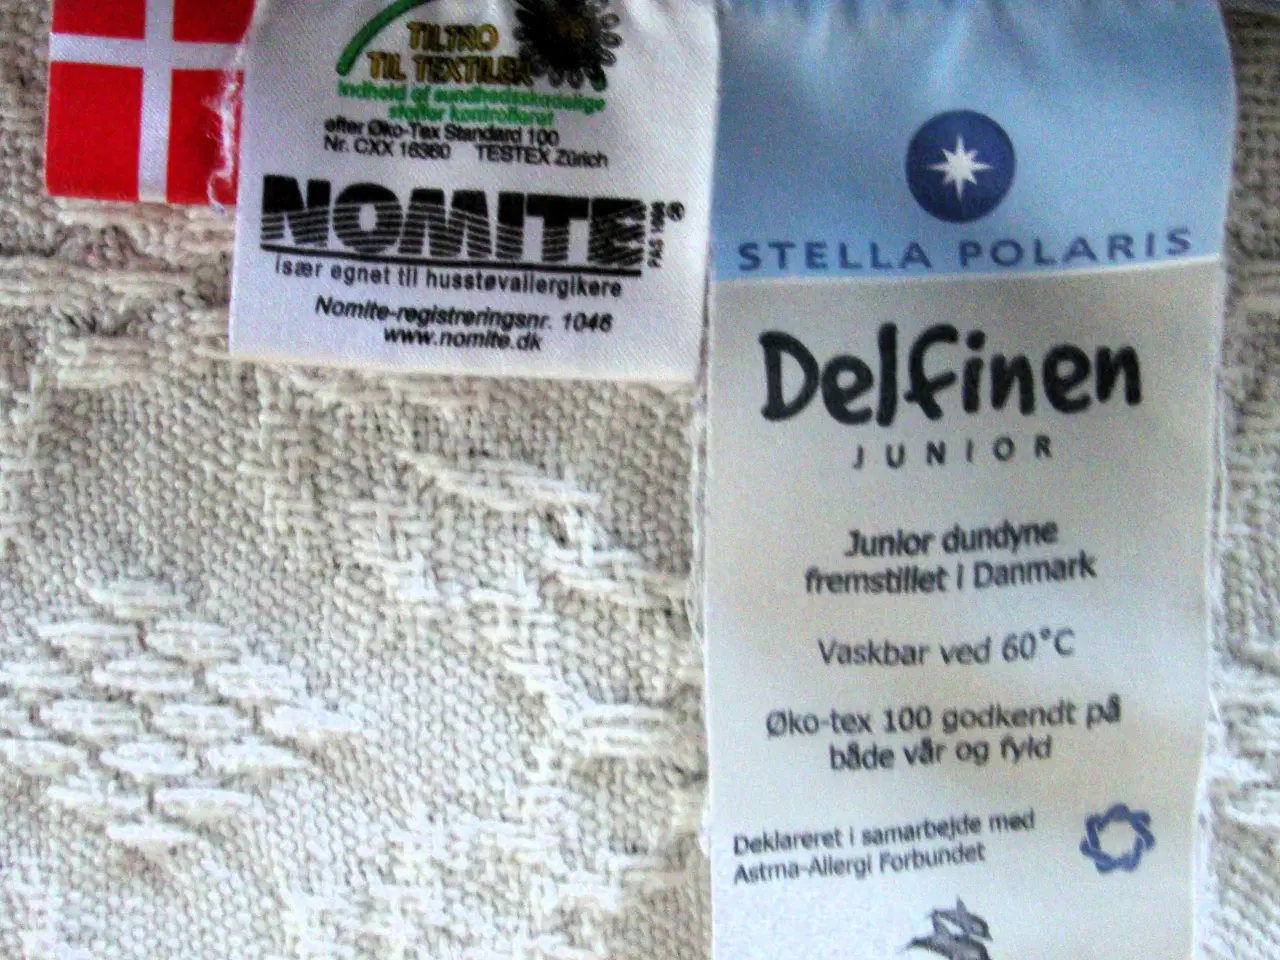 TILTRO
TIL TEXTILER
Indhold af sundhedsskadelige
stoffer kontrolleret
efter Øko-Tex Standard 100
Nr. CXX 16360 TESTEX Zürich
NOMITE®
PAS 1008
især egnet til husstøvallergikere
Nomite-registreringsnr. 1046
www.nomite.dk
STELLA POLARIS
Delfinen
JUNIOR
Junior dundyne
fremstillet i Danmark
Vaskbar ved 60°C
Øko-tex 100 godkendt på
både vår og fyld
Deklareret i samarbejde med
Astma-Allergi Forbundet